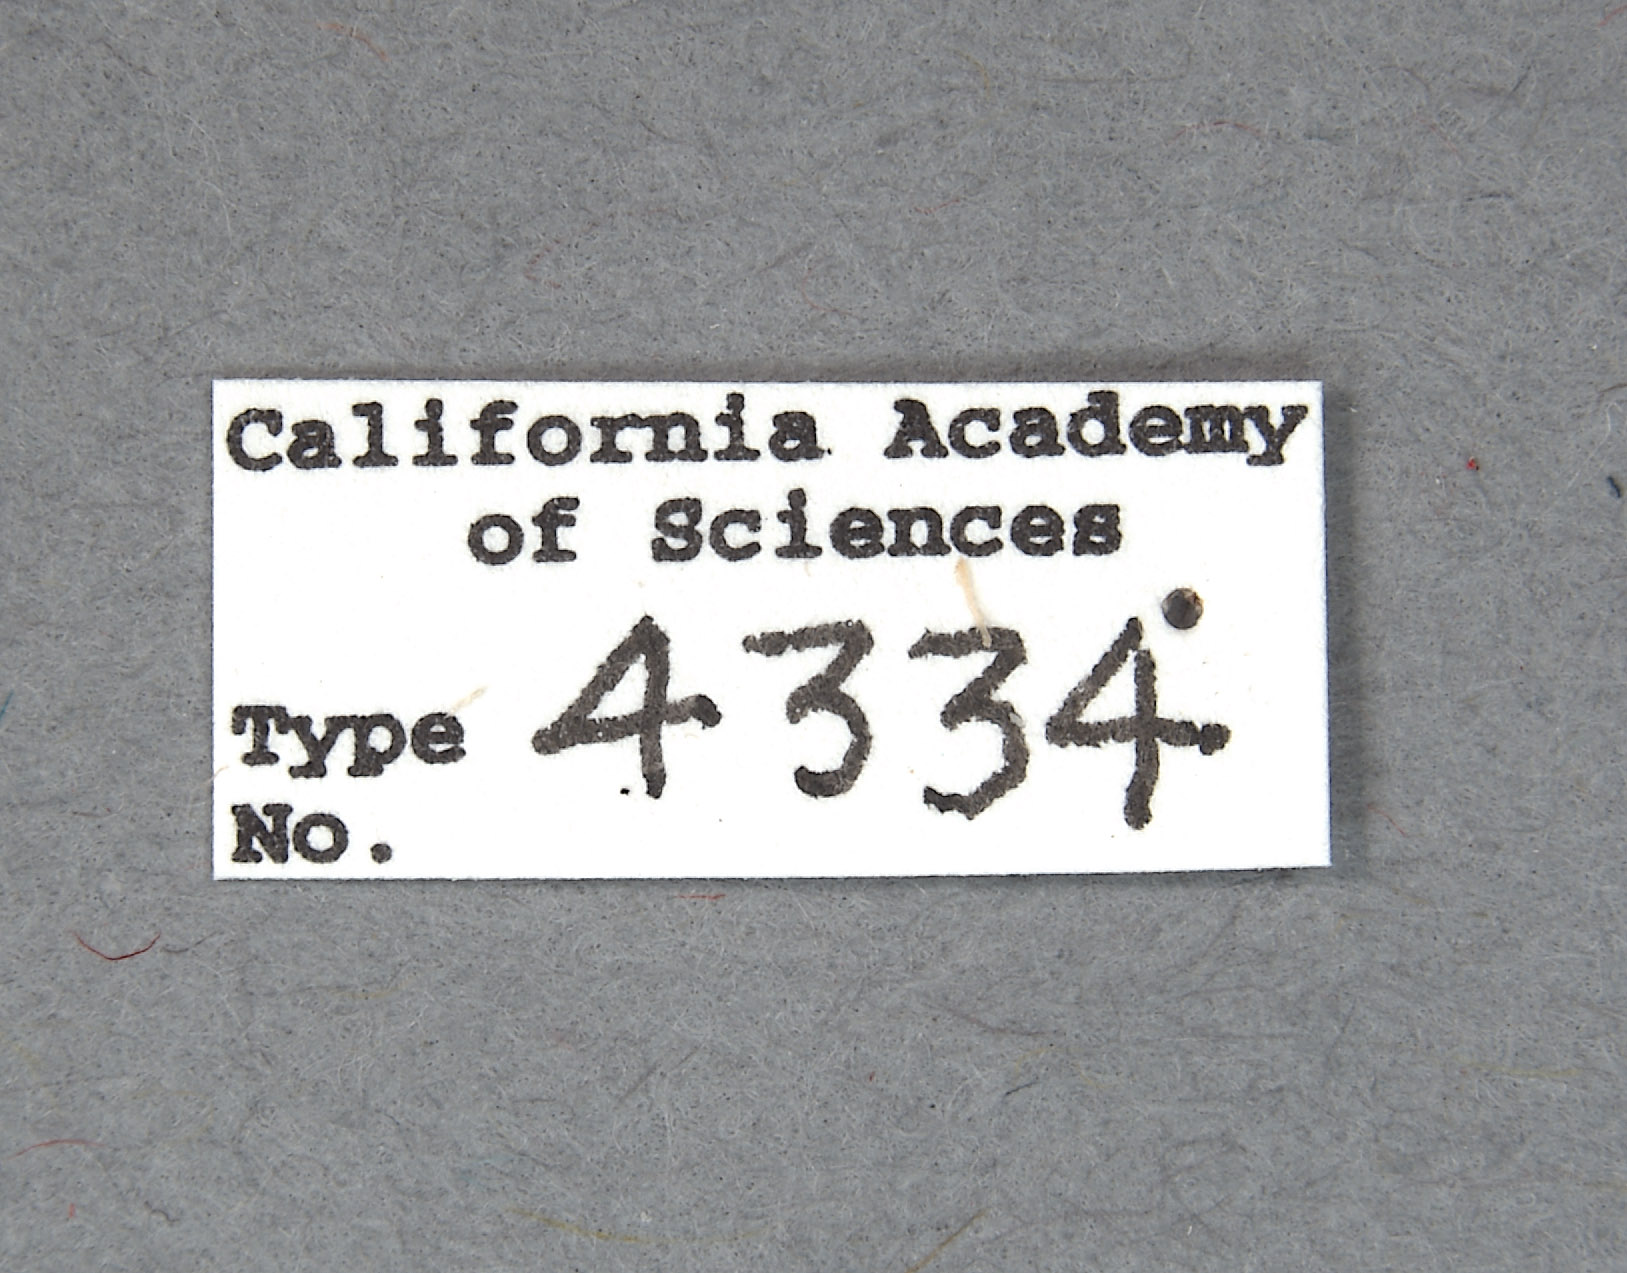 California Academy
of Sciences
Type 4334
No.